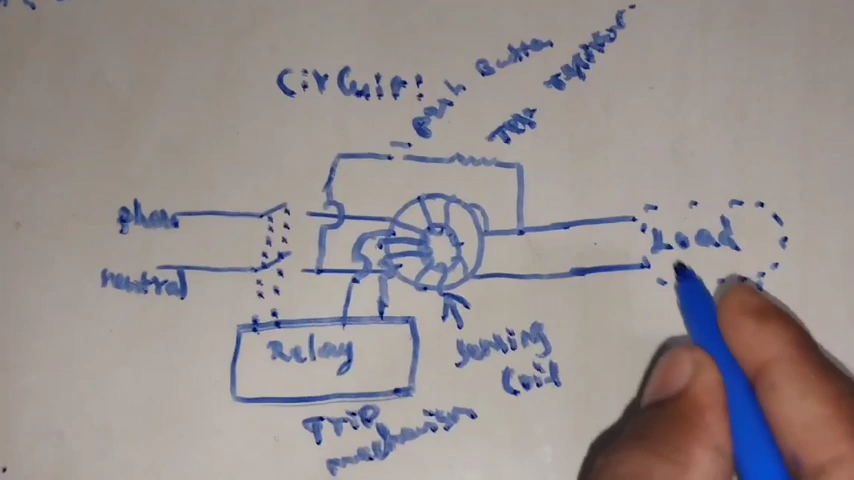 Circuit:
Push Button
Test resistor
phase
Load
neutral
Relay
Sensing
Coil
Trip
mechanism